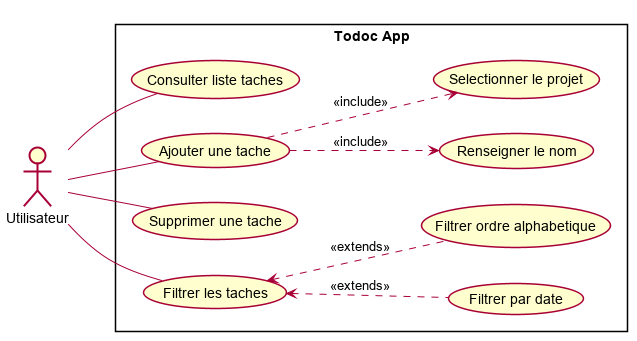 Todoc App
Consulter liste taches
Selectionner le projet
«include»
Ajouter une tache
«include»
Renseigner le nom
Utilisateur
Supprimer une tache
Filtrer ordre alphabetique
«extends»
Filtrer les taches
«extends»
Filtrer par date